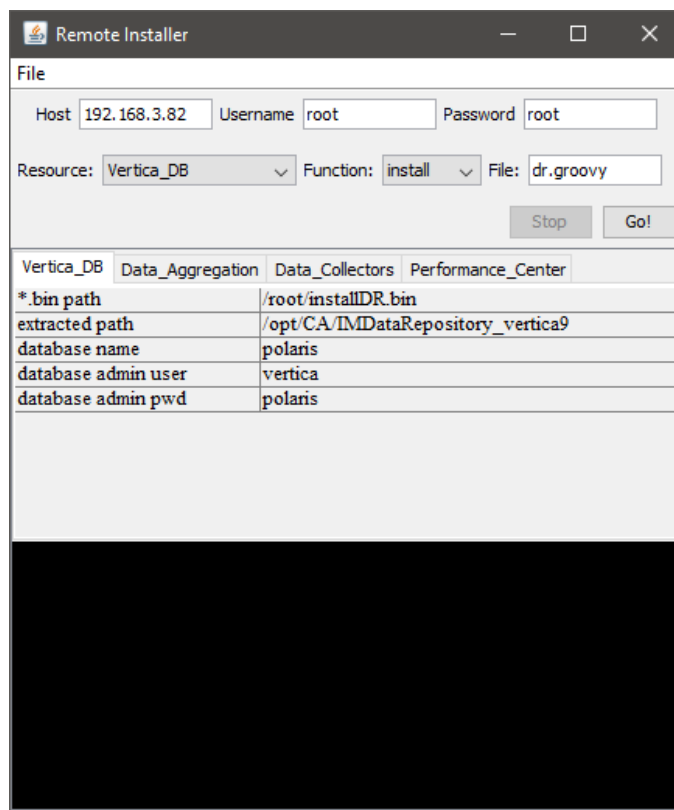 Remote Installer
File
Host 192.168.3.82 Username root Password root
Resource: Vertica_DB Function: install File: dr.groovy
Stop Go!
Vertica_DB Data_Aggregation Data_Collectors Performance_Center
*.bin path /root/installDR.bin
extracted path /opt/CA/IMDataRepository_vertica9
database name polaris
database admin user vertica
database admin pwd polaris